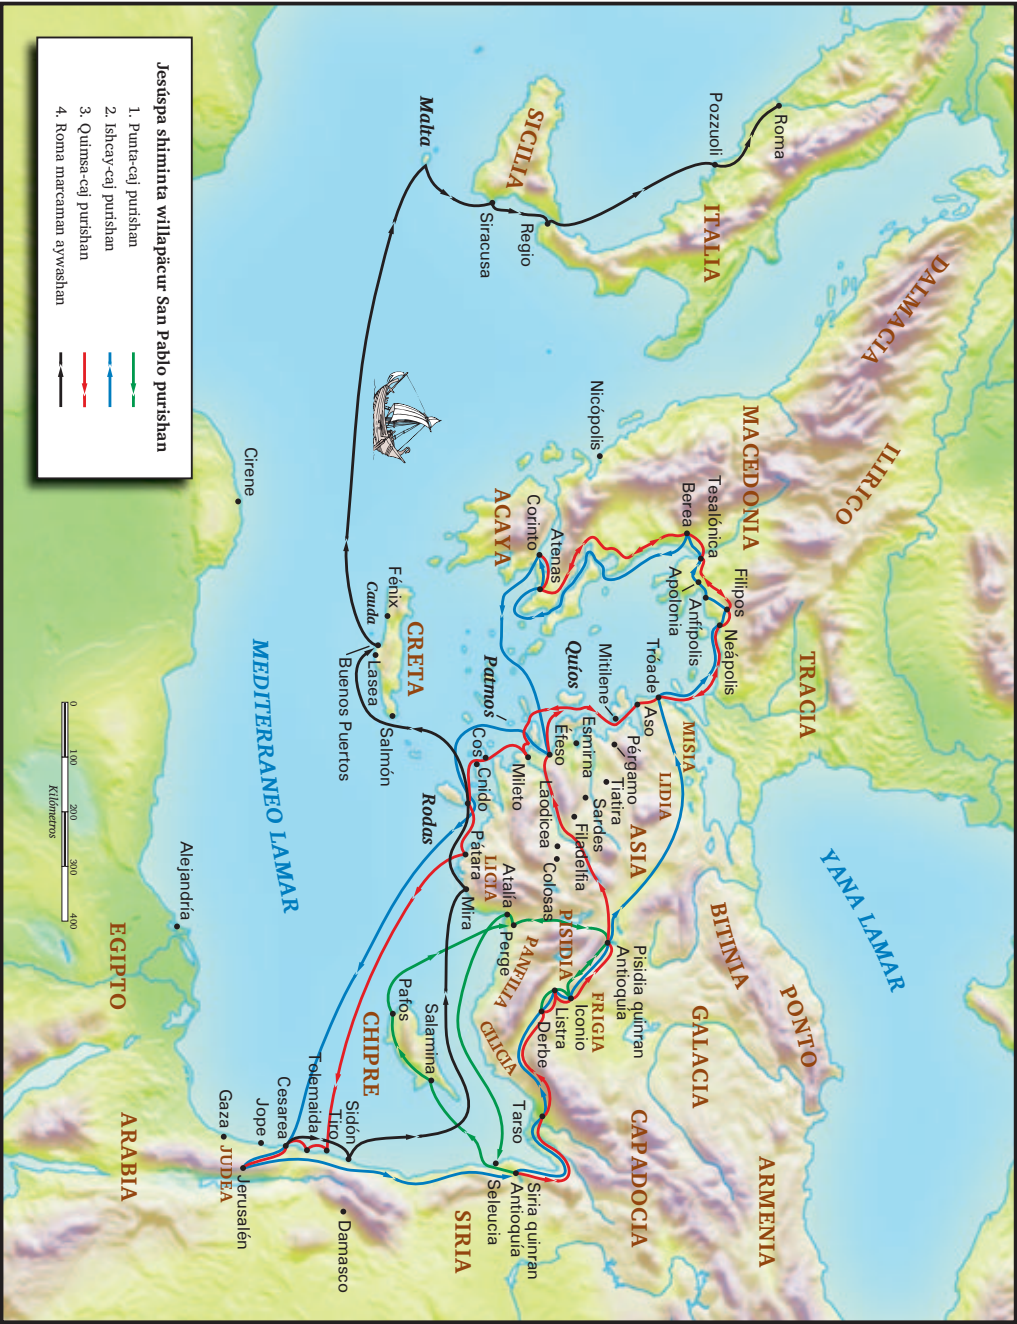 Jesúspa shiminta willapäcur San Pablo purishan
1. Punta-caj purishan
2. Ishcay-caj purishan
3. Quinsa-caj purishan
4. Roma marcaman aywashan
Roma
Pozzuoli
ITALIA
SICILIA
Regio
Siracusa
Malta
DALMACIA
ILIRICO
MACEDONIA
TRACIA
Nicópolis
Tesalónica
Berea
Filipos
Neápolis
Anfípolis
Apolonia
ACAYA
Corinto
Atenas
YANA LAMAR
BITINIA
PONTO
GALACIA
CAPADOCIA
ARMENIA
MISIA
LIDIA
ASIA
Tróade
Aso
Mitilene
Quíos
Patmos
Pérgamo
Tiatira
Esmirna
Sardes
Filadelfia
Éfeso
Laodicea
Colosas
Mileto
Cos
Cnido
Rodas
Pátara
LICIA
Mira
Atalía
Perge
PISIDIA
PANFILIA
Pisidia quinran
Antioquía
FRIGIA
Iconio
Listra
Derbe
CILICIA
Tarso
Siria quinran
Antioquía
Seleucia
SIRIA
CRETA
Fénix
Cauda
Lasea
Buenos Puertos
Salmón
CHIPRE
Pafos
Salamina
Sidón
Tiro
Tolemaida
Cesarea
Jope
Gaza
JUDEA
Jerusalén
Damasco
ARABIA
EGIPTO
Alejandría
Cirene
MEDITERRANEO LAMAR
0 100 200 300 400
Kilómetros